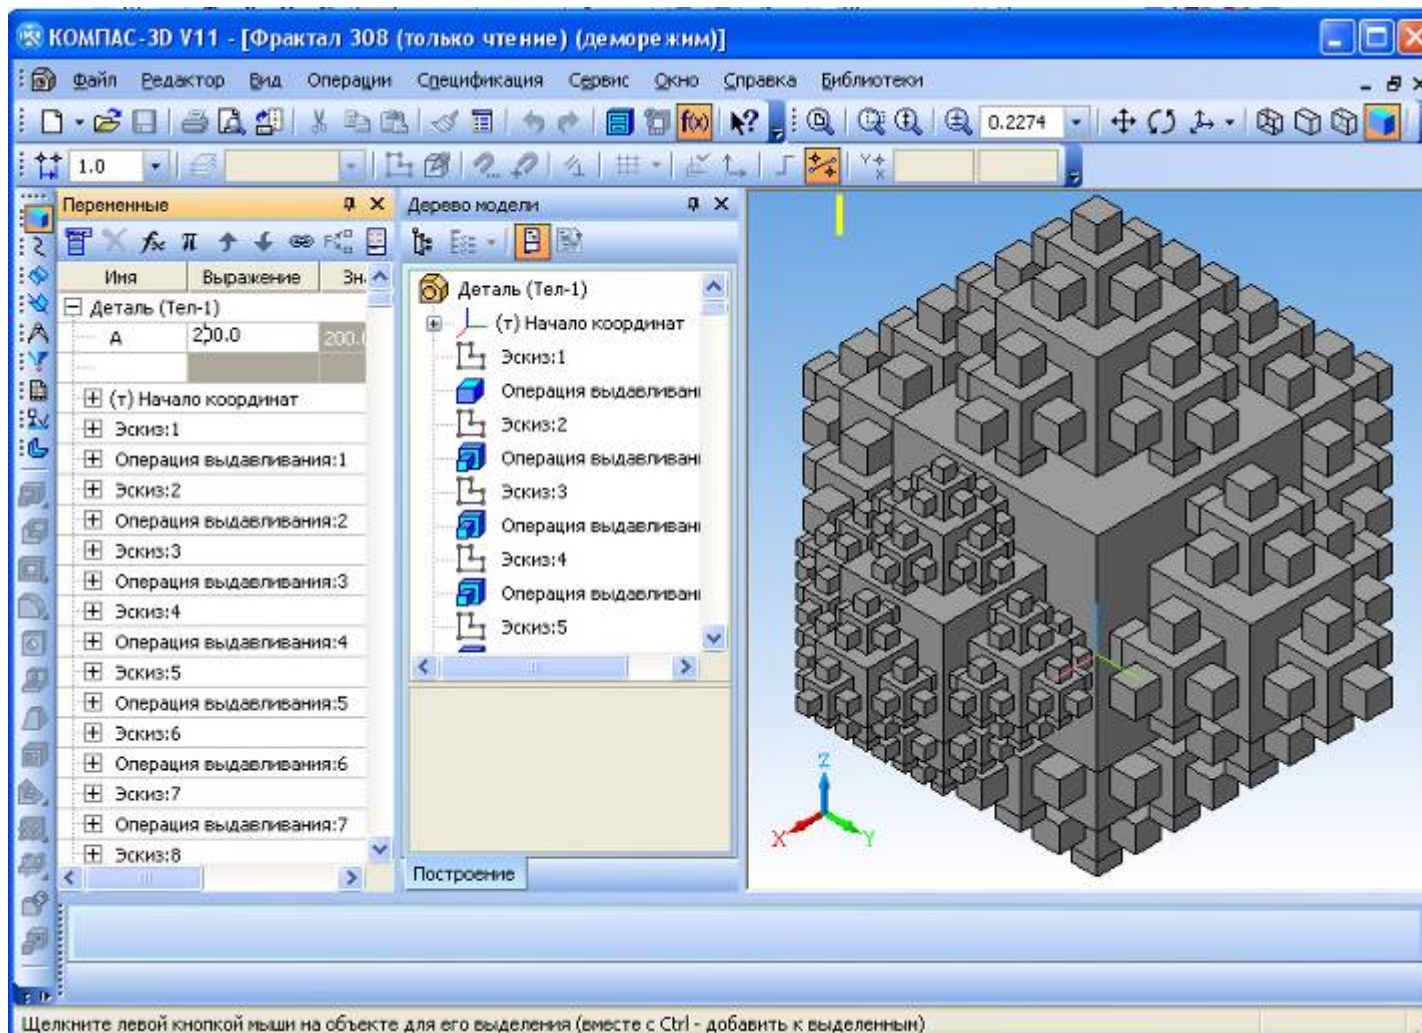 КОМПАС-3D V11 - [Фрактал 308 (только чтение) (деморежим)]
Файл Редактор Вид Операции Спецификация Сервис Окно Справка Библиотеки
f(x) 0.2274
1.0
Переменные
Имя Выражение Зн.
Деталь (Тел-1)
A 200.0 200.0
(т) Начало координат
Эскиз:1
Операция выдавливания:1
Эскиз:2
Операция выдавливания:2
Эскиз:3
Операция выдавливания:3
Эскиз:4
Операция выдавливания:4
Эскиз:5
Операция выдавливания:5
Эскиз:6
Операция выдавливания:6
Эскиз:7
Операция выдавливания:7
Эскиз:8
Дерево модели
Деталь (Тел-1)
(т) Начало координат
Эскиз:1
Операция выдавливани
Эскиз:2
Операция выдавливани
Эскиз:3
Операция выдавливани
Эскиз:4
Операция выдавливани
Эскиз:5
Построение
Z
X
Y
Щелкните левой кнопкой мыши на объекте для его выделения (вместе с Ctrl - добавить к выделенным)